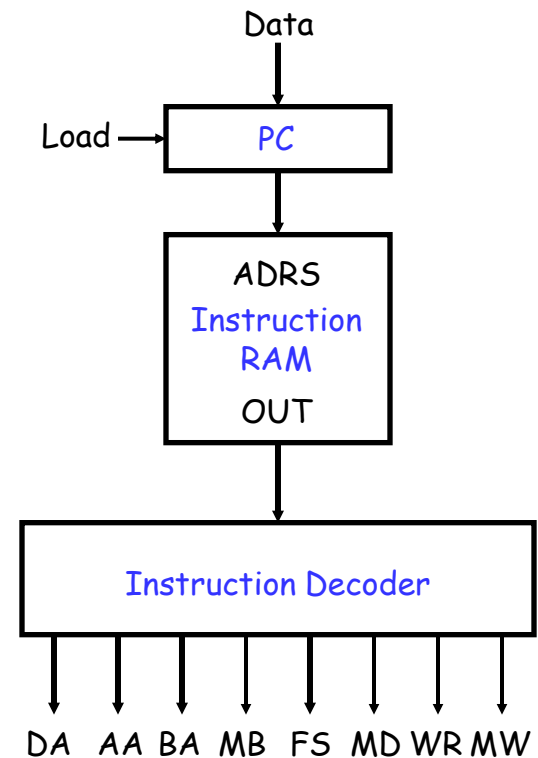 Data
Load
PC
ADRS
Instruction
RAM
OUT
Instruction Decoder
DA AA BA MB FS MD WR MW